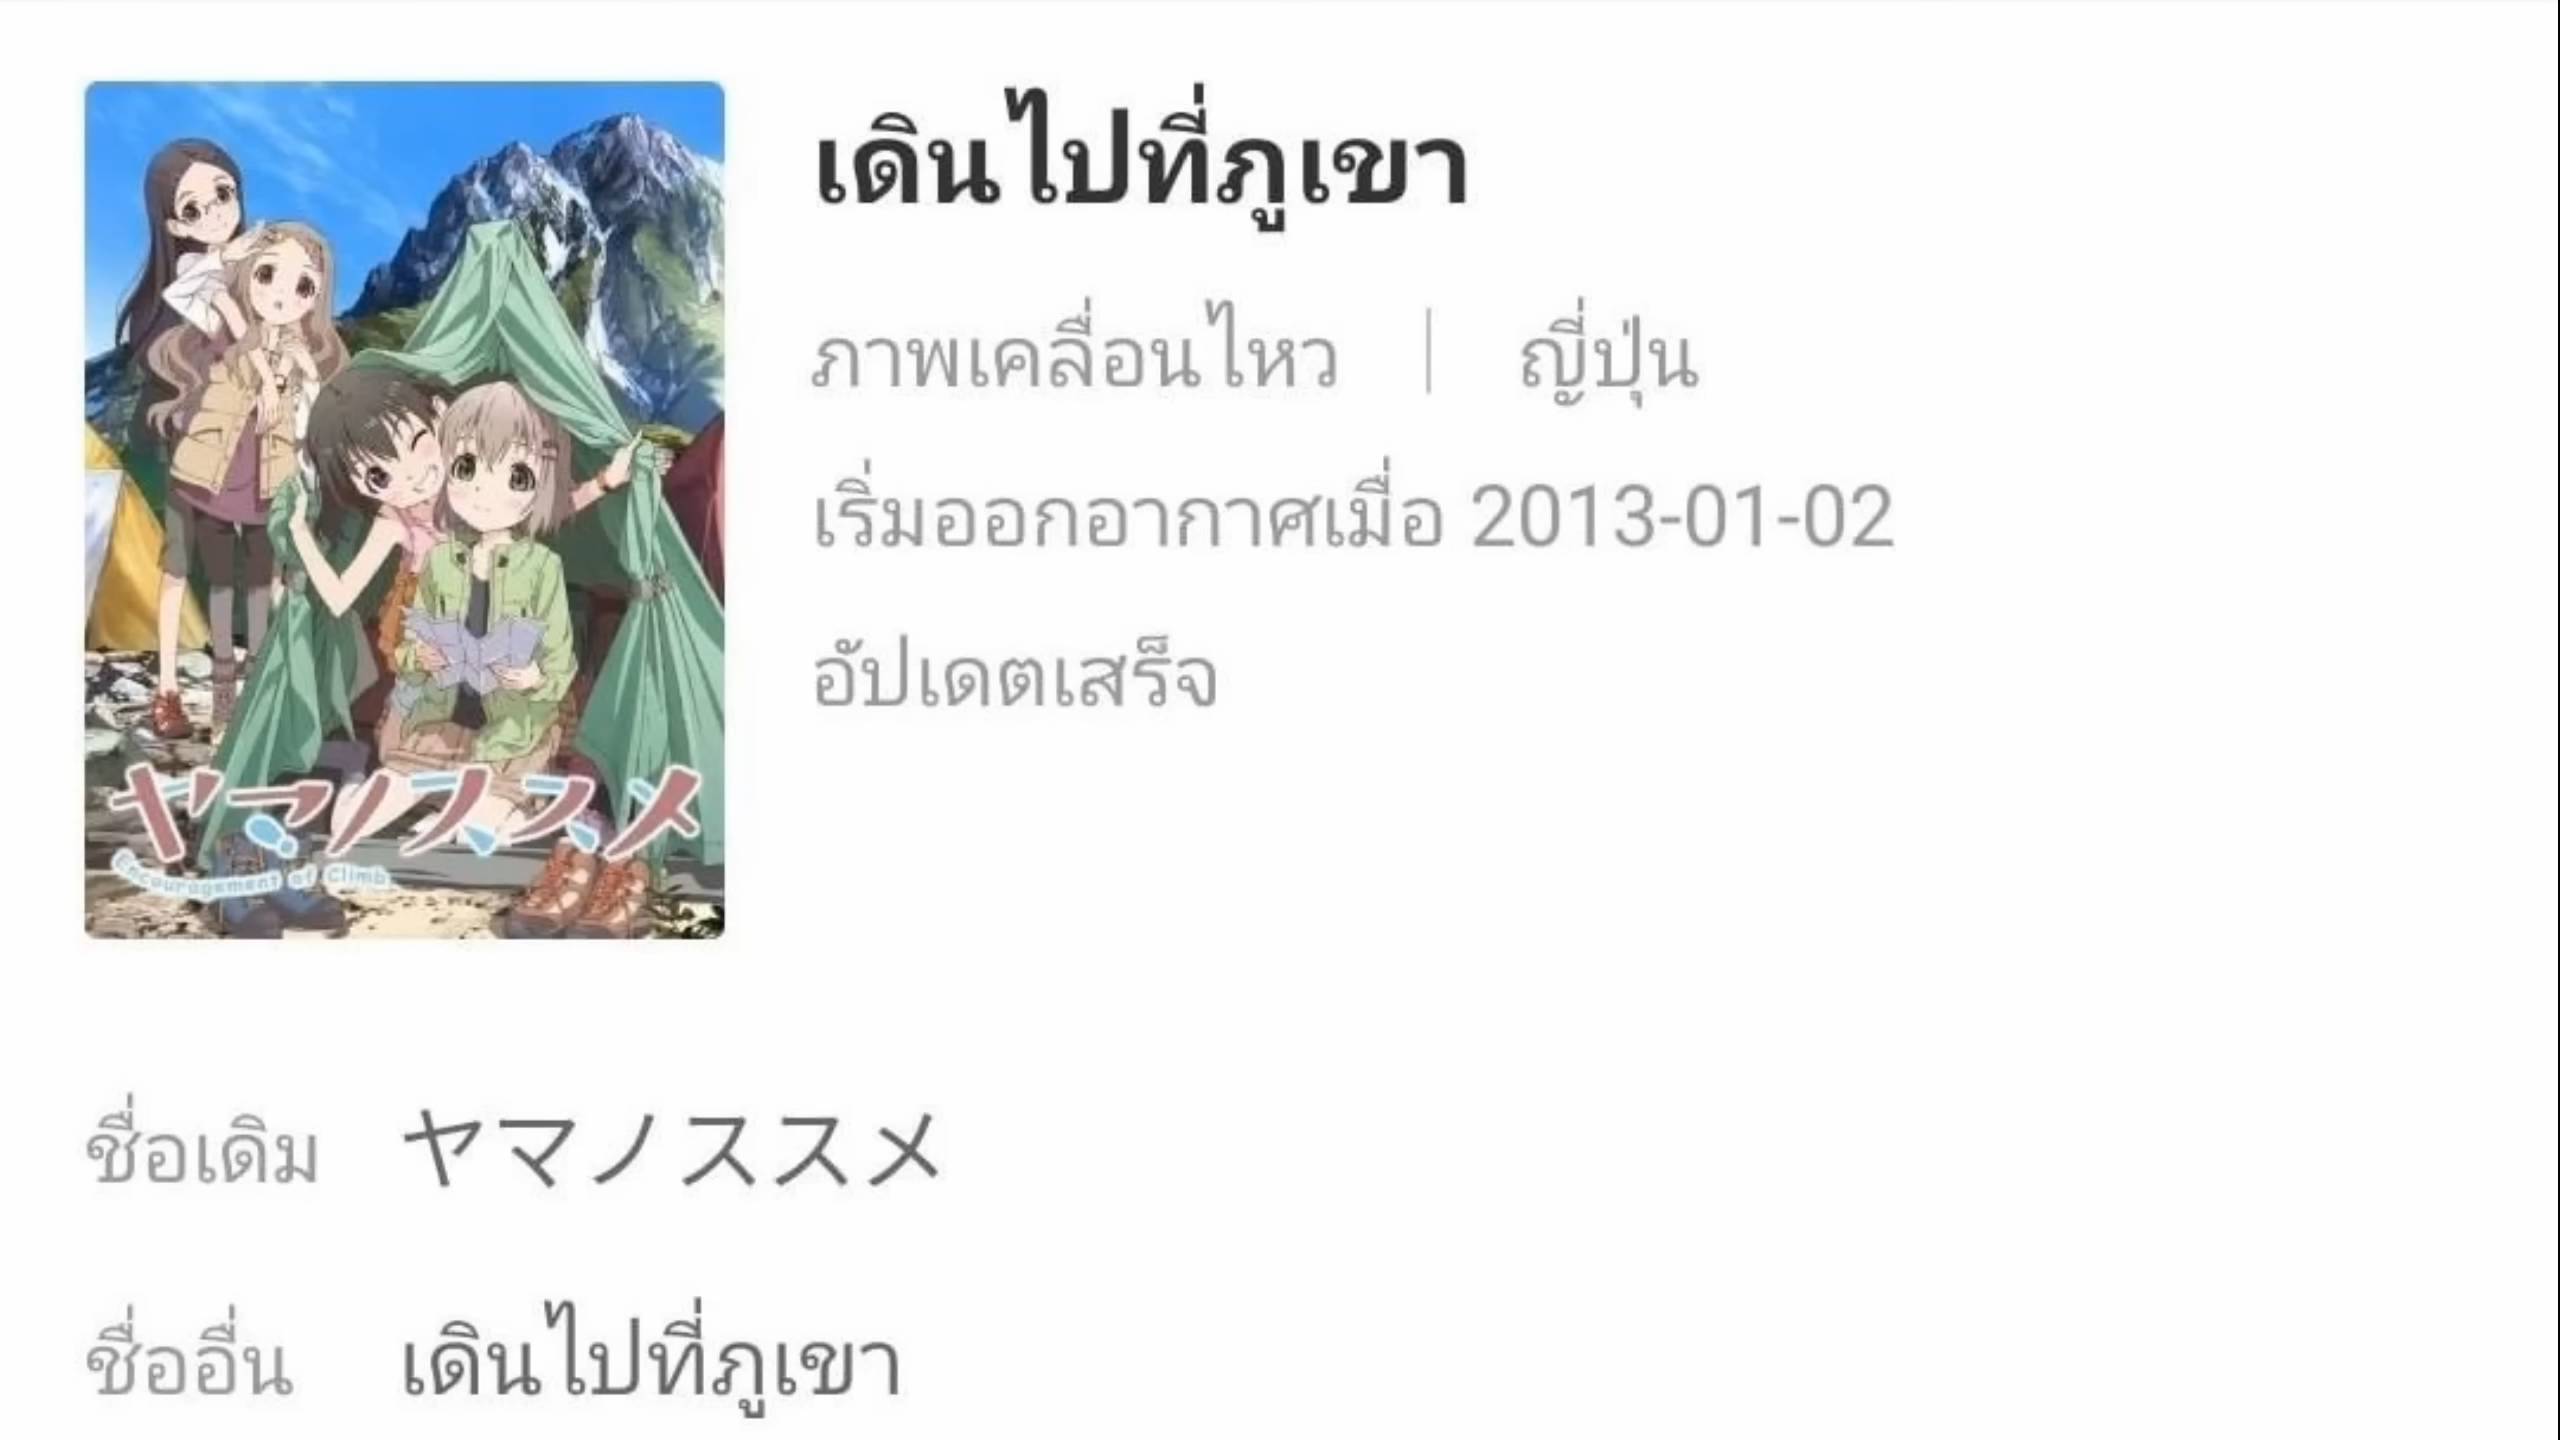 ヤマノススメ
Encouragement of Climb
เดินไปที่ภูเขา
ภาพเคลื่อนไหว | ญี่ปุ่น
เริ่มออกอากาศเมื่อ 2013-01-02
อัปเดตเสร็จ
ชื่อเดิม ヤマノススメ
ชื่ออื่น เดินไปที่ภูเขา